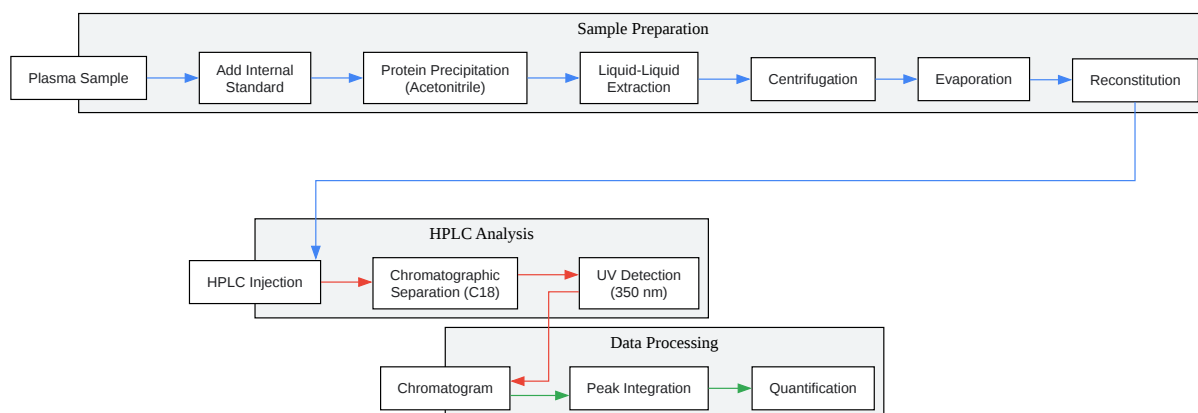 Sample Preparation
Plasma Sample
Add Internal
Standard
Protein Precipitation
(Acetonitrile)
Liquid-Liquid
Extraction
Centrifugation
Evaporation
Reconstitution
HPLC Analysis
HPLC Injection
Chromatographic
Separation (C18)
UV Detection
(350 nm)
Data Processing
Chromatogram
Peak Integration
Quantification